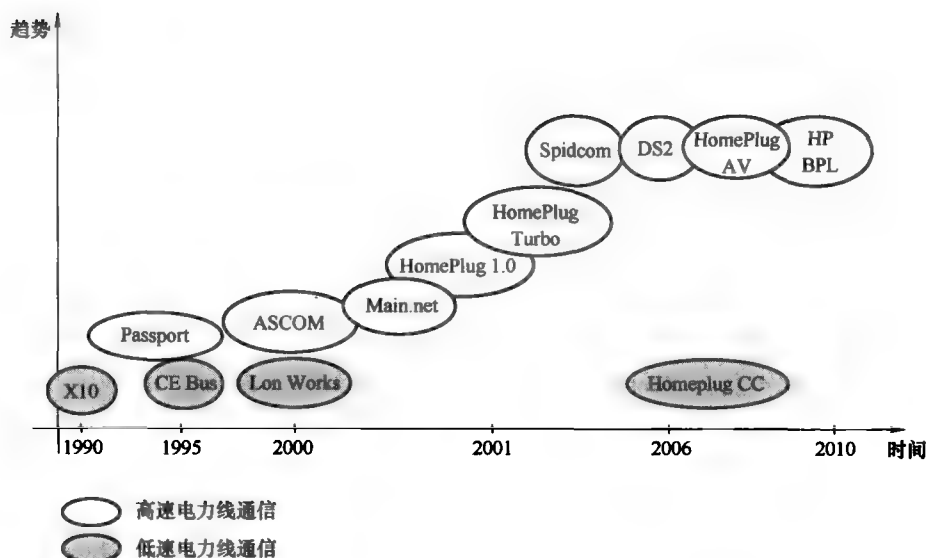 趋势
Spidcom
DS2
HomePlug
AV
HP
BPL
HomePlug
Turbo
HomePlug 1.0
Main.net
ASCOM
Passport
X10
CE Bus
Lon Works
Homeplug CC
1990
1995
2000
2001
2006
2010
时间
高速电力线通信
低速电力线通信